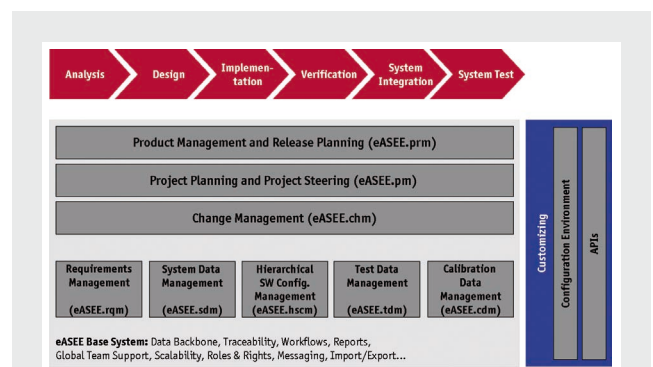 Analysis
Design
Implemen-
tation
Verification
System
Integration
System Test
Product Management and Release Planning (eASEE.prm)
Project Planning and Project Steering (eASEE.pm)
Change Management (eASEE.chm)
Requirements
Management
(eASEE.rqm)
System Data
Management
(eASEE.sdm)
Hierarchical
SW Config.
Management
(eASEE.hscm)
Test Data
Management
(eASEE.tdm)
Calibration
Data
Management
(eASEE.cdm)
Customizing
Configuration Environment
APIs
eASEE Base System: Data Backbone, Traceability, Workflows, Reports,
Global Team Support, Scalability, Roles & Rights, Messaging, Import/Export...